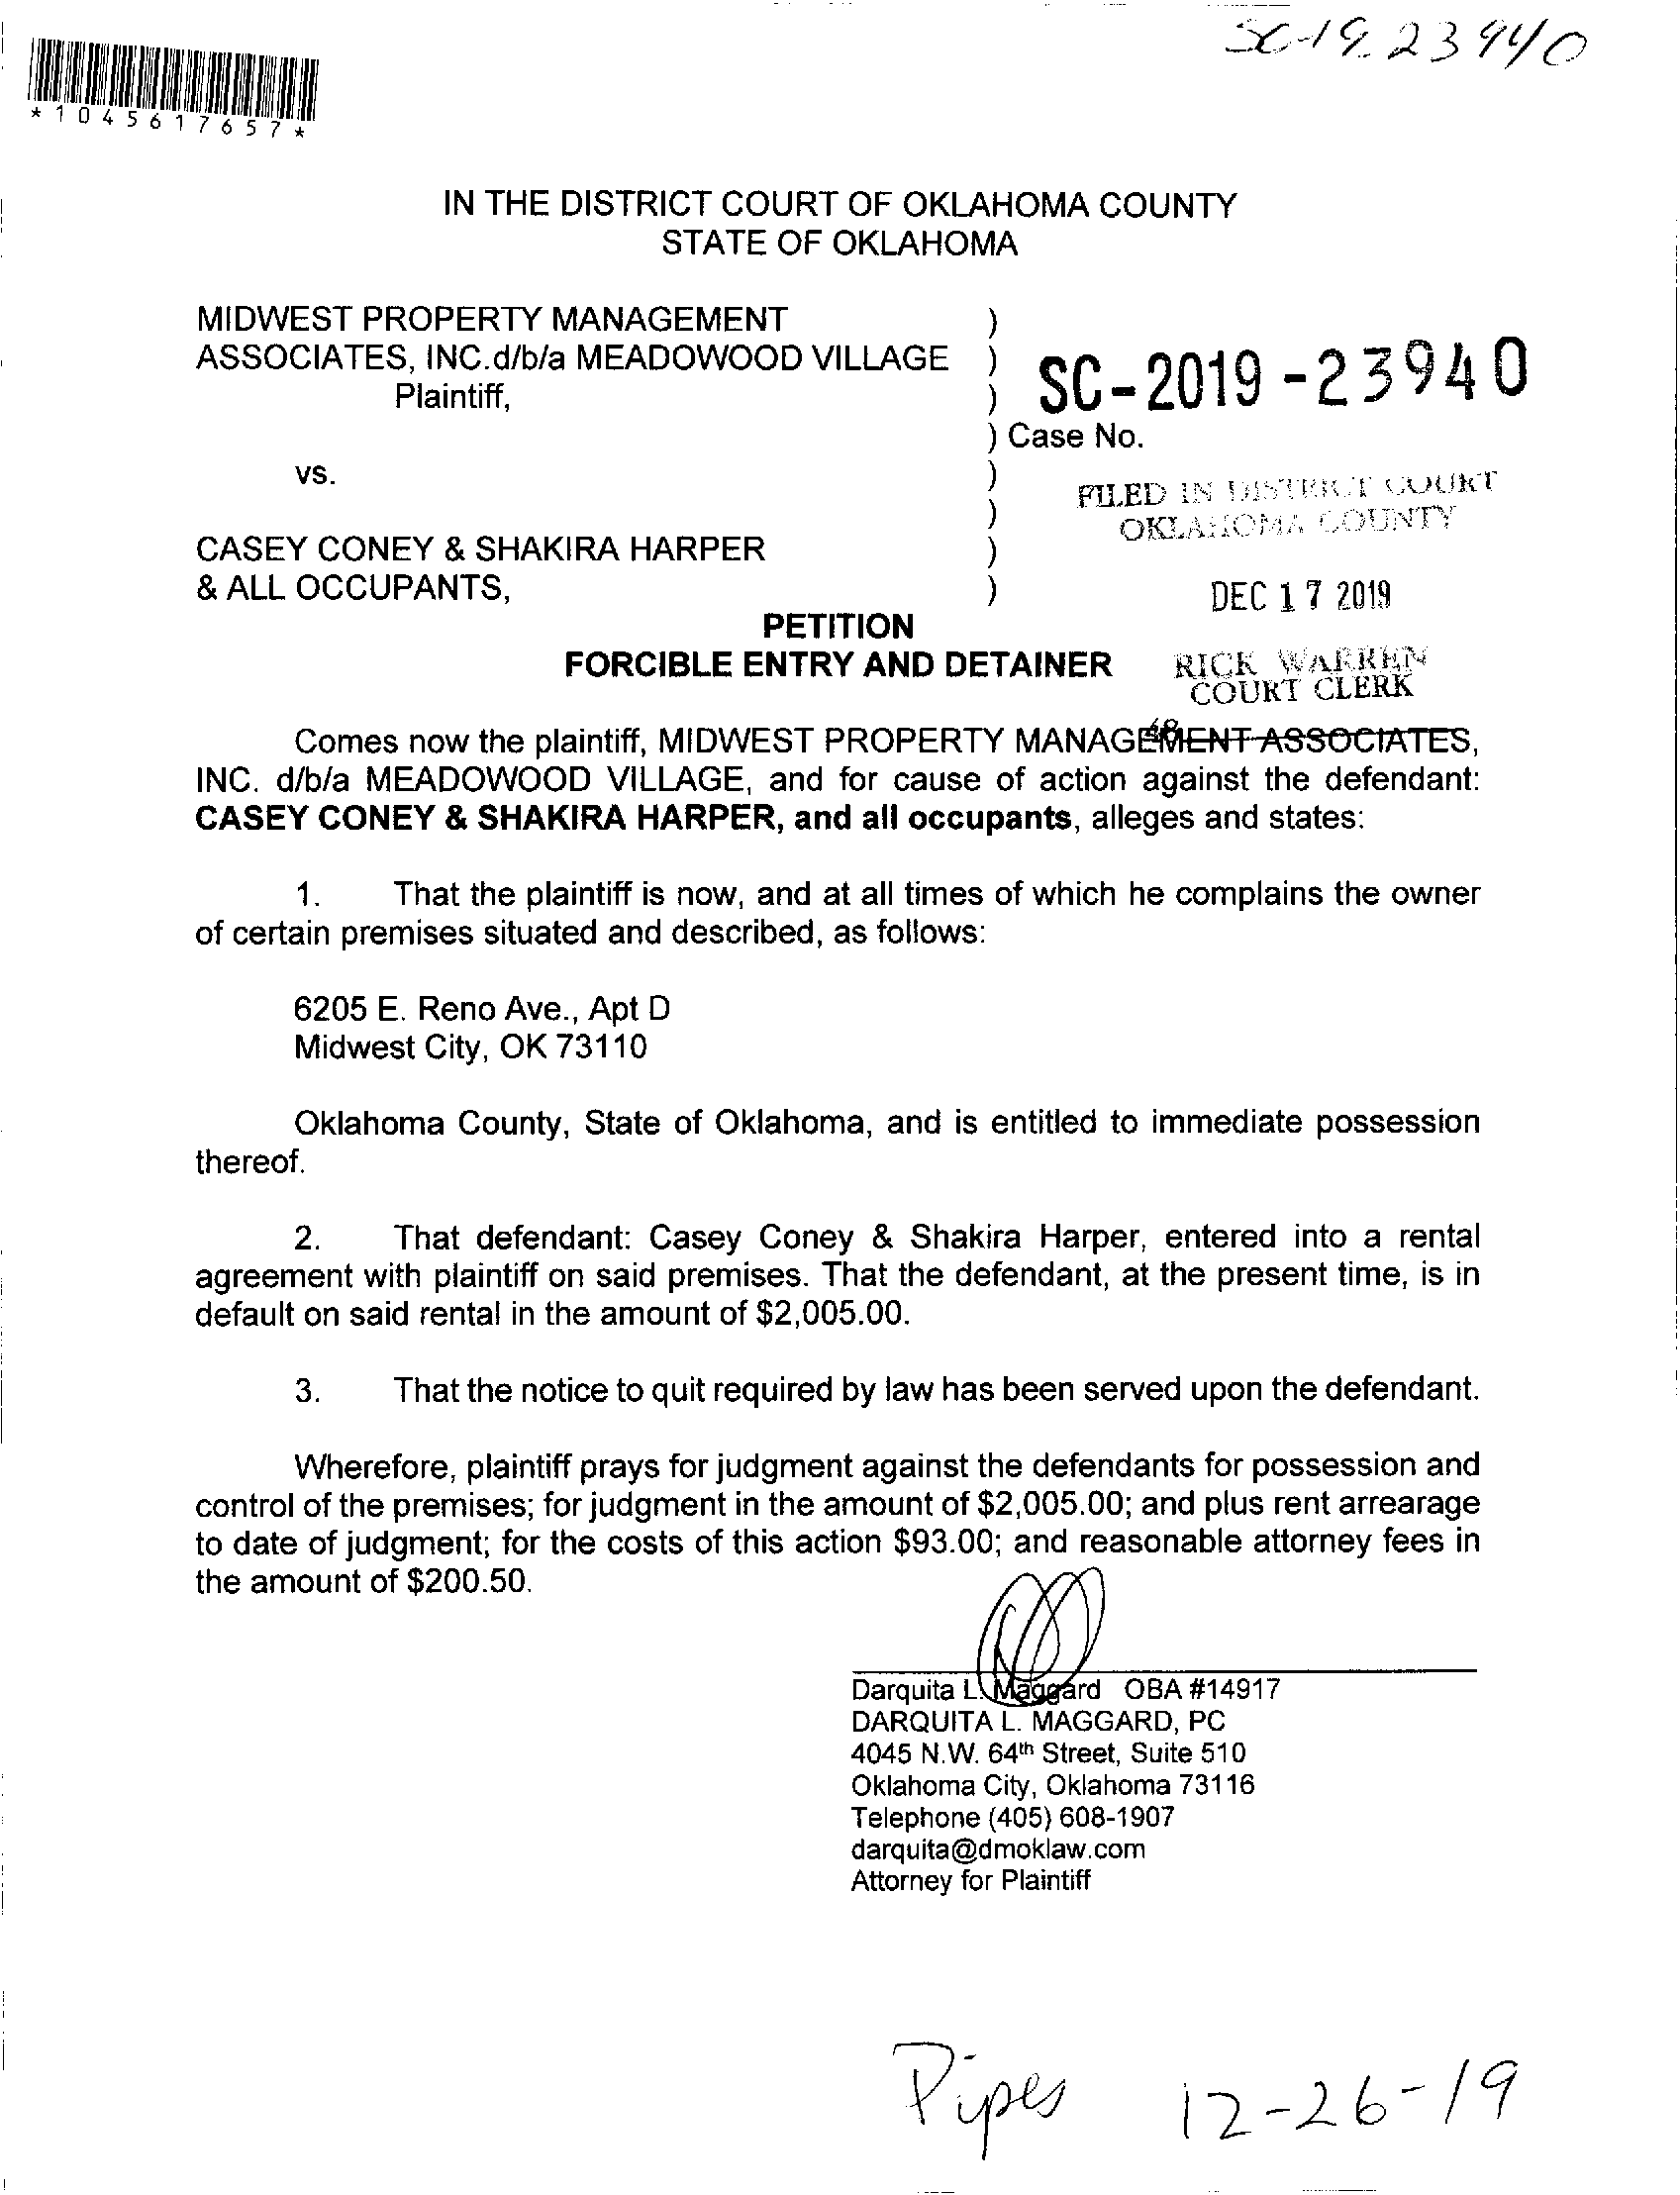 SC-19-23940
*1045617657*
IN THE DISTRICT COURT OF OKLAHOMA COUNTY
STATE OF OKLAHOMA
MIDWEST PROPERTY MANAGEMENT )
ASSOCIATES, INC.d/b/a MEADOWOOD VILLAGE ) SC-2019-23940
Plaintiff, )
) Case No.
vs. )
) FILED IN DISTRICT COURT
OKLAHOMA COUNTY
CASEY CONEY & SHAKIRA HARPER )
& ALL OCCUPANTS, ) DEC 17 2019
PETITION
FORCIBLE ENTRY AND DETAINER RICK WARREN
COURT CLERK
Comes now the plaintiff, MIDWEST PROPERTY MANAGEMENT ASSOCIATES,
INC. d/b/a MEADOWOOD VILLAGE, and for cause of action against the defendant:
CASEY CONEY & SHAKIRA HARPER, and all occupants, alleges and states:
1. That the plaintiff is now, and at all times of which he complains the owner
of certain premises situated and described, as follows:
6205 E. Reno Ave., Apt D
Midwest City, OK 73110
Oklahoma County, State of Oklahoma, and is entitled to immediate possession
thereof.
2. That defendant: Casey Coney & Shakira Harper, entered into a rental
agreement with plaintiff on said premises. That the defendant, at the present time, is in
default on said rental in the amount of $2,005.00.
3. That the notice to quit required by law has been served upon the defendant.
Wherefore, plaintiff prays for judgment against the defendants for possession and
control of the premises; for judgment in the amount of $2,005.00; and plus rent arrearage
to date of judgment; for the costs of this action $93.00; and reasonable attorney fees in
the amount of $200.50.
Darquita L. Maggard OBA #14917
DARQUITA L. MAGGARD, PC
4045 N.W. 64th Street, Suite 510
Oklahoma City, Oklahoma 73116
Telephone (405) 608-1907
darquita@dmoklaw.com
Attorney for Plaintiff
Pipes 12-26-19